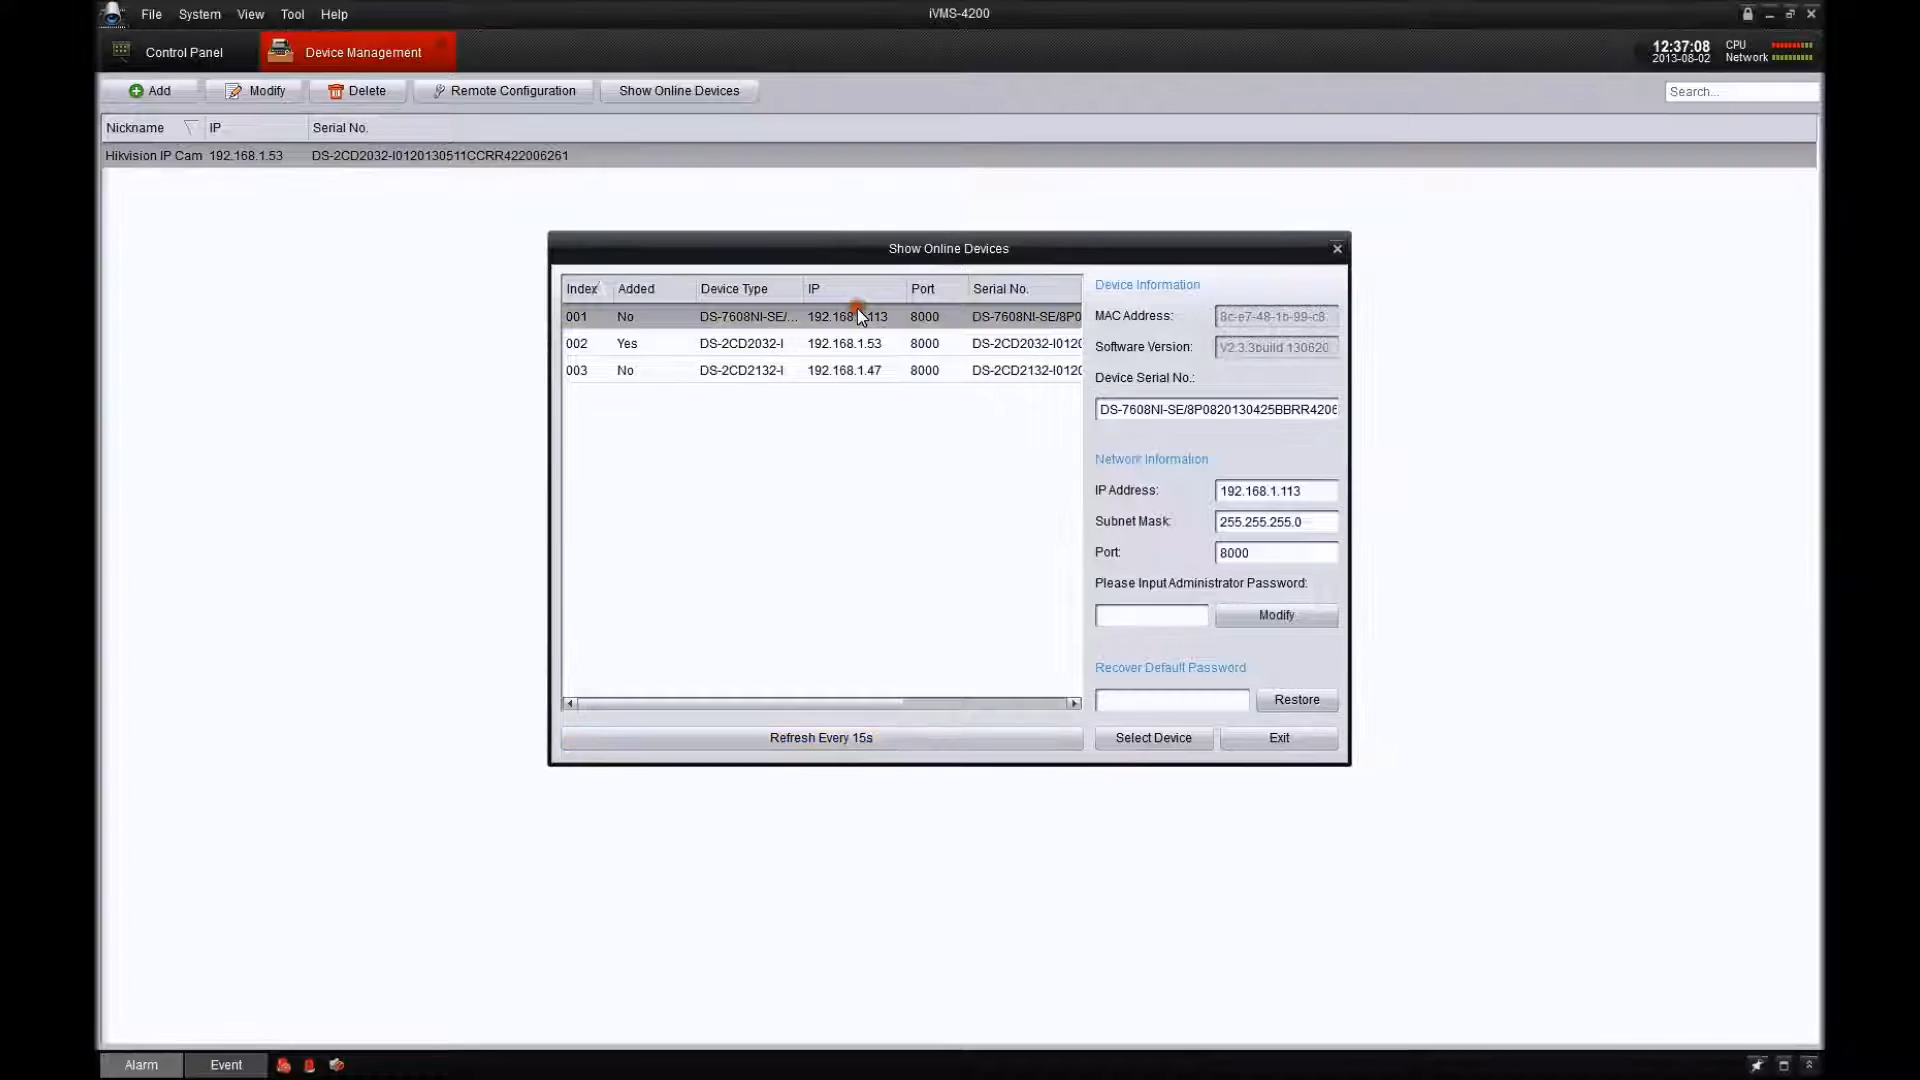 File System View Tool Help iVMS-4200
Control Panel Device Management 12:37:08 CPU
2013-08-02 Network
Add Modify Delete Remote Configuration Show Online Devices Search...
Nickname IP Serial No.
Hikvision IP Cam 192.168.1.53 DS-2CD2032-I0120130511CCRR422006261
Show Online Devices
Index Added Device Type IP Port Serial No.
001 No DS-7608NI-SE/... 192.168.1.113 8000 DS-7608NI-SE/8P0
002 Yes DS-2CD2032-I 192.168.1.53 8000 DS-2CD2032-I0120
003 No DS-2CD2132-I 192.168.1.47 8000 DS-2CD2132-I0120
Device Information
MAC Address: 8c-e7-48-1b-99-c8
Software Version: V2.3.3build 130620
Device Serial No.:
DS-7608NI-SE/8P0820130425BBRR4206
Network Information
IP Address: 192.168.1.113
Subnet Mask: 255.255.255.0
Port: 8000
Please Input Administrator Password:
Modify
Recover Default Password
Restore
Refresh Every 15s Select Device Exit
Alarm Event